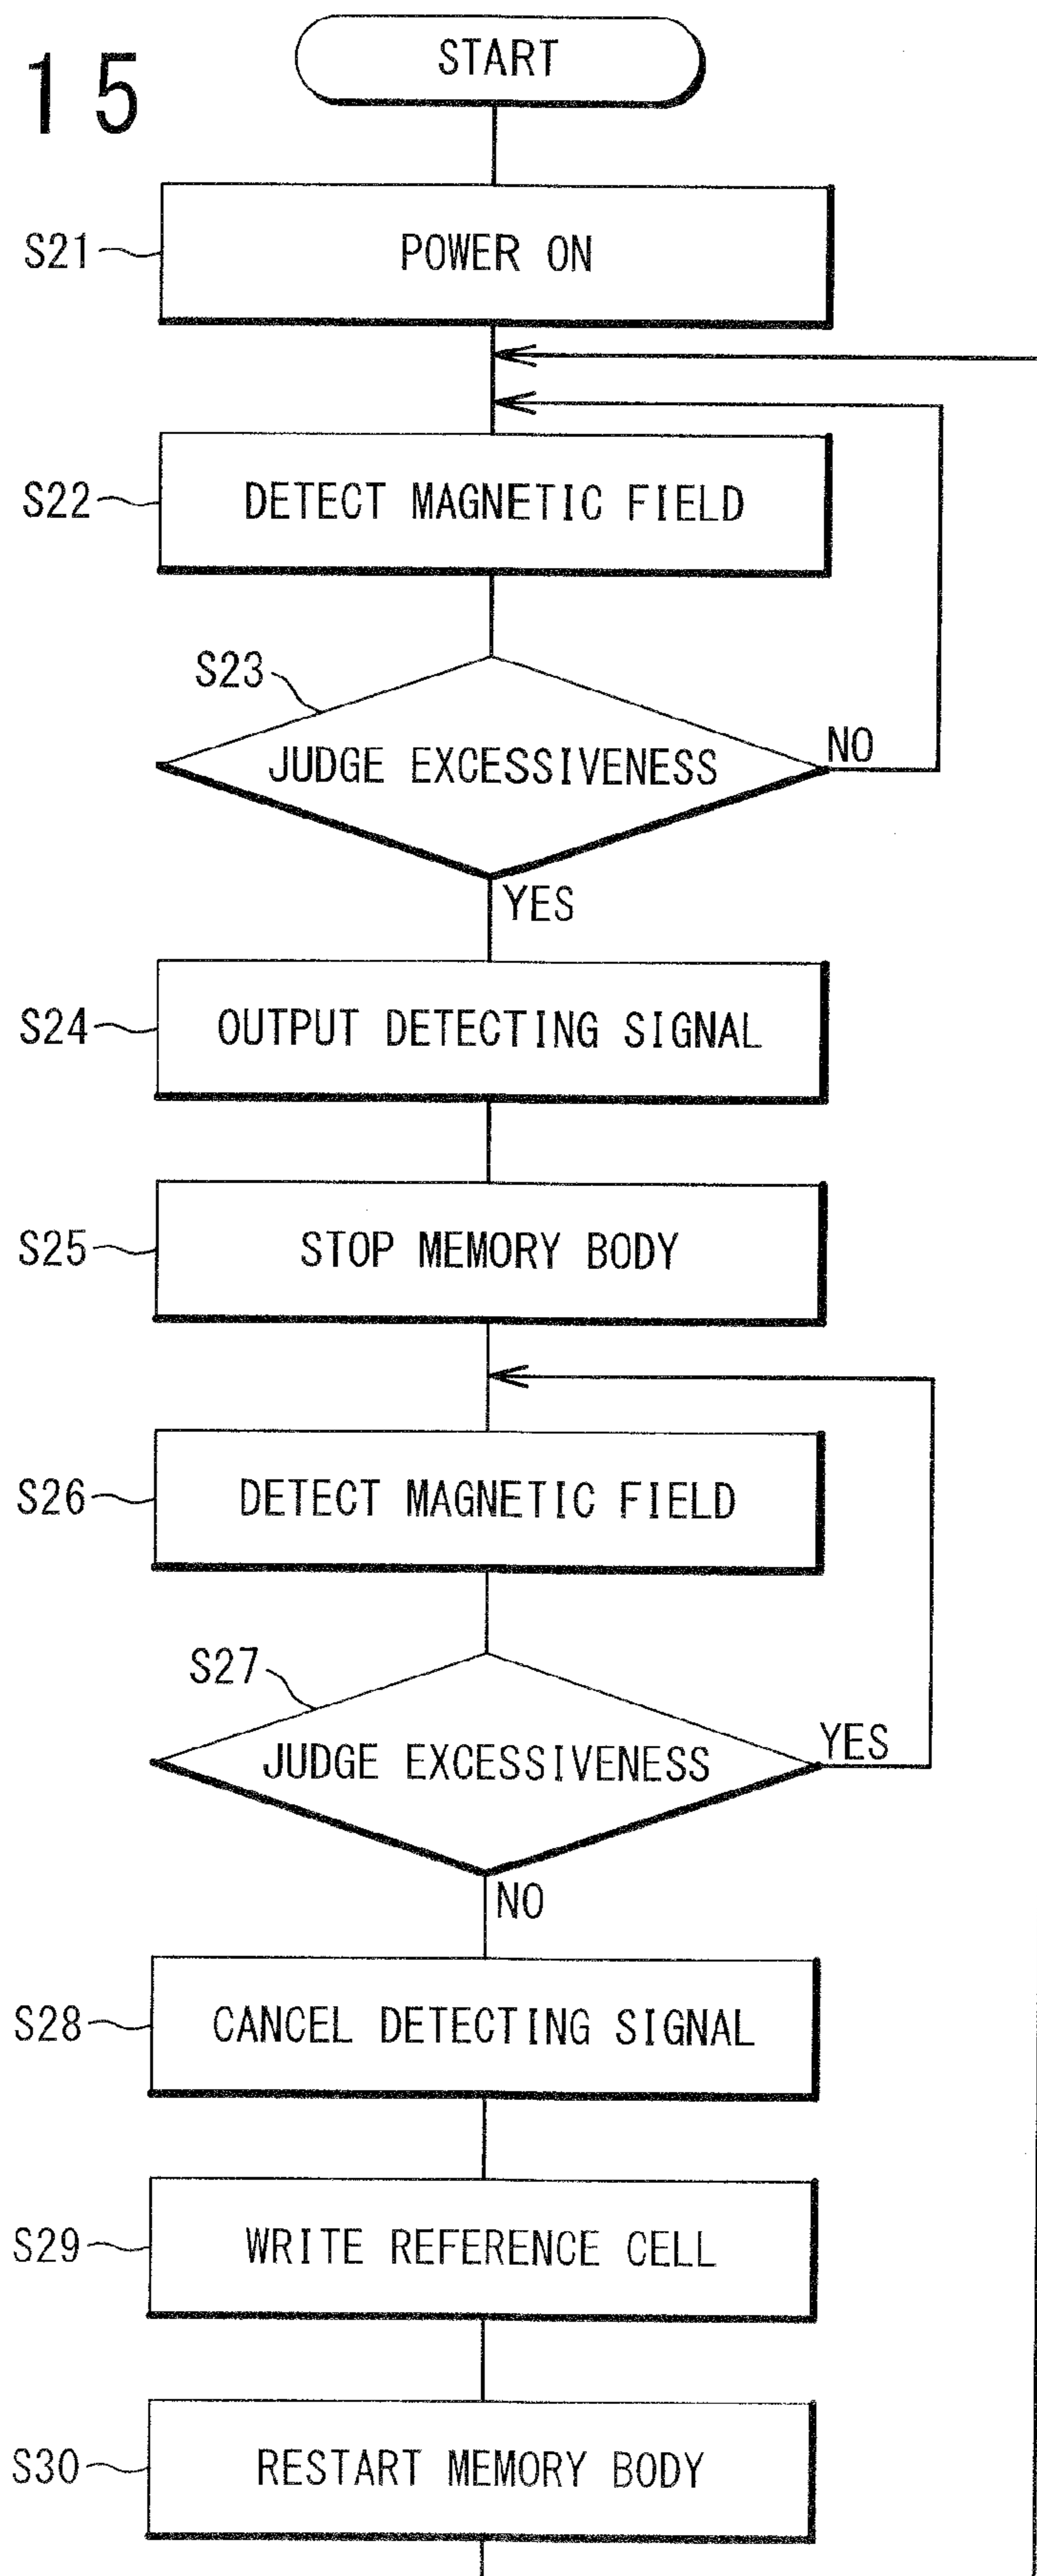 15
START
S21
POWER ON
S22
DETECT MAGNETIC FIELD
S23
JUDGE EXCESSIVENESS
NO
YES
S24
OUTPUT DETECTING SIGNAL
S25
STOP MEMORY BODY
S26
DETECT MAGNETIC FIELD
S27
JUDGE EXCESSIVENESS
YES
NO
S28
CANCEL DETECTING SIGNAL
S29
WRITE REFERENCE CELL
S30
RESTART MEMORY BODY